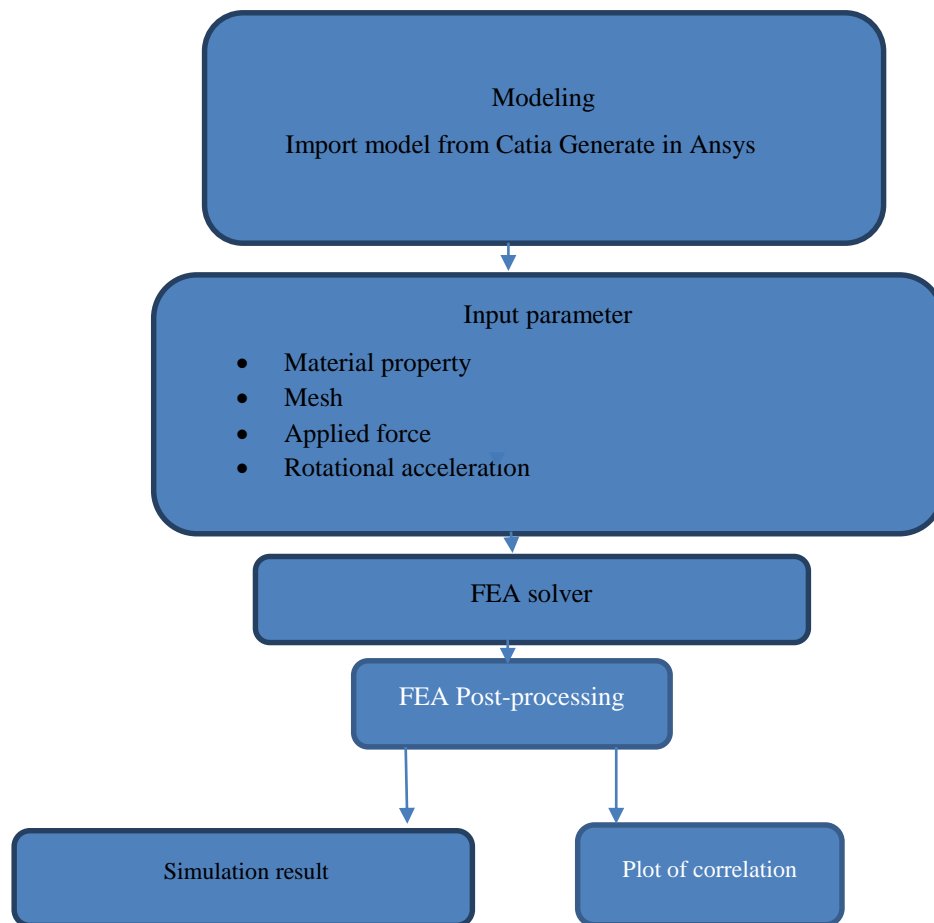 Modeling
Import model from Catia Generate in Ansys
Input parameter
• Material property
• Mesh
• Applied force
• Rotational acceleration
FEA solver
FEA Post-processing
Simulation result
Plot of correlation